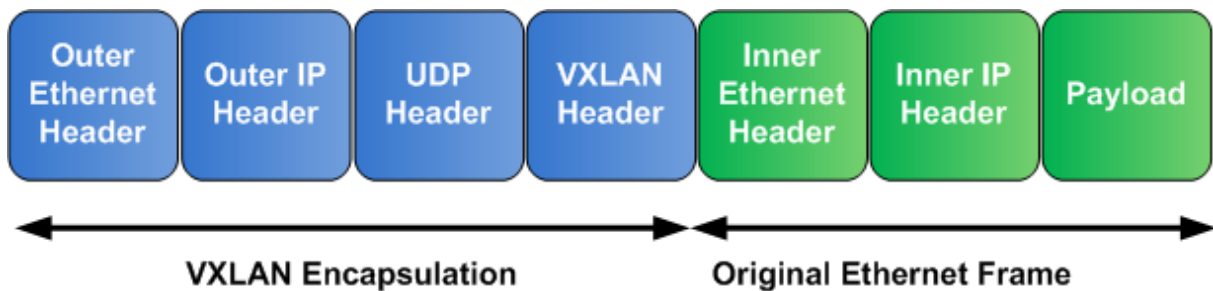 Outer
Ethernet
Header
Outer IP
Header
UDP
Header
VXLAN
Header
Inner
Ethernet
Header
Inner IP
Header
Payload
VXLAN Encapsulation
Original Ethernet Frame